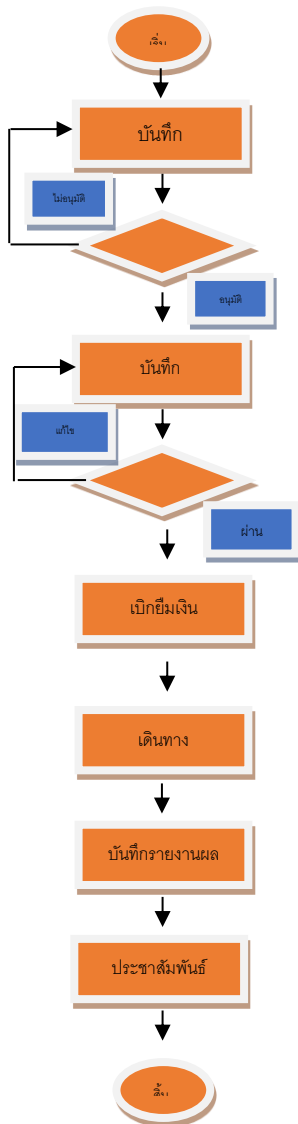 เริ่ม
บันทึก
ไม่อนุมัติ
อนุมัติ
บันทึก
แก้ไข
ผ่าน
เบิกยืมเงิน
เดินทาง
บันทึกรายงานผล
ประชาสัมพันธ์